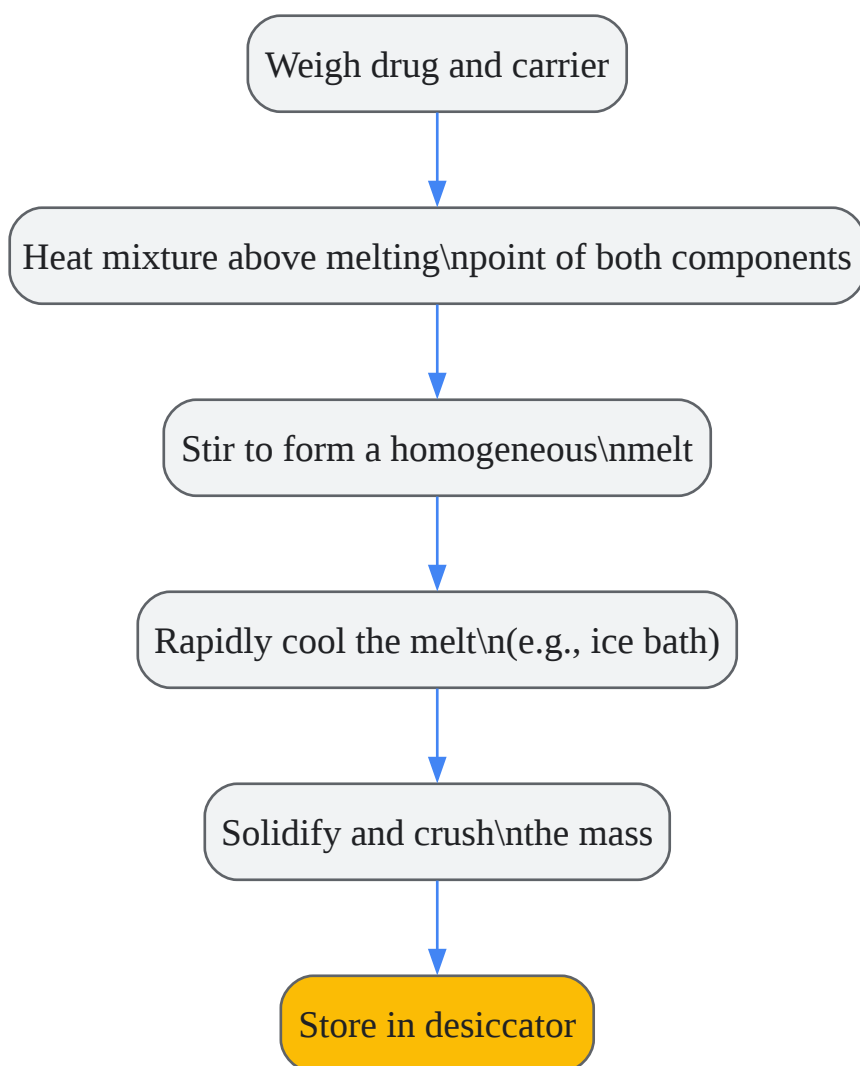 Weigh drug and carrier
Heat mixture above melting\npoint of both components
Stir to form a homogeneous\nmelt
Rapidly cool the melt\n(e.g., ice bath)
Solidify and crush\nthe mass
Store in desiccator